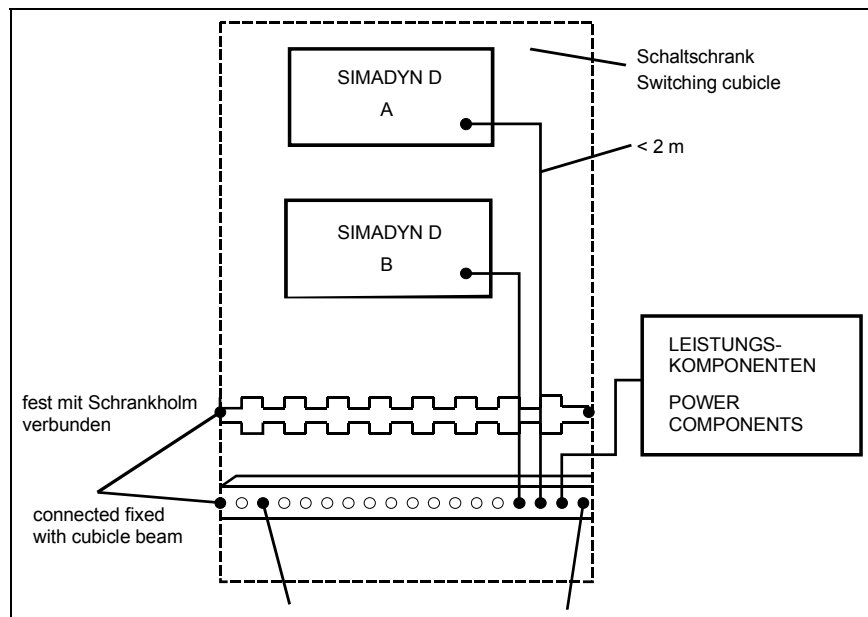 SIMADYN D
A
Schaltschrank
Switching cubicle
< 2 m
SIMADYN D
B
LEISTUNGS-
KOMPONENTEN
POWER
COMPONENTS
fest mit Schrankholm
verbunden
connected fixed
with cubicle beam